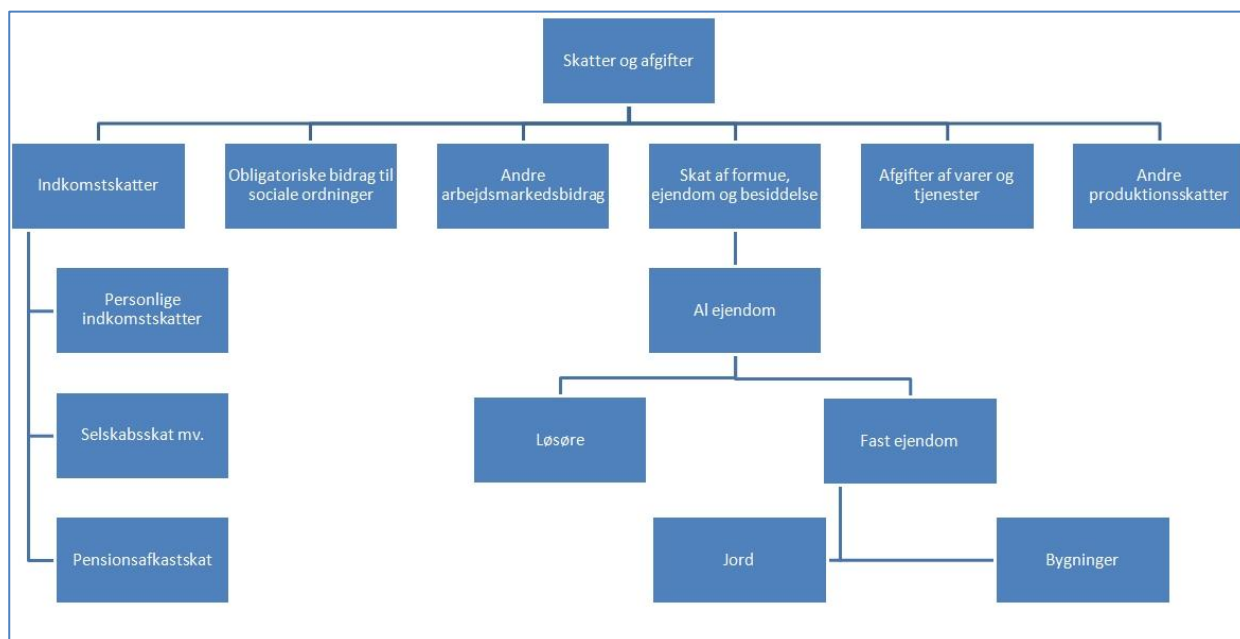 Skatter og afgifter
Indkomstskatter
Obligatoriske bidrag til
sociale ordninger
Andre
arbejdsmarkedsbidrag
Skat af formue,
ejendom og besiddelse
Afgifter af varer og
tjenester
Andre
produktionsskatter
Personlige
indkomstskatter
Selskabsskat mv.
Pensionsafkastskat
Al ejendom
Løsøre
Fast ejendom
Jord
Bygninger